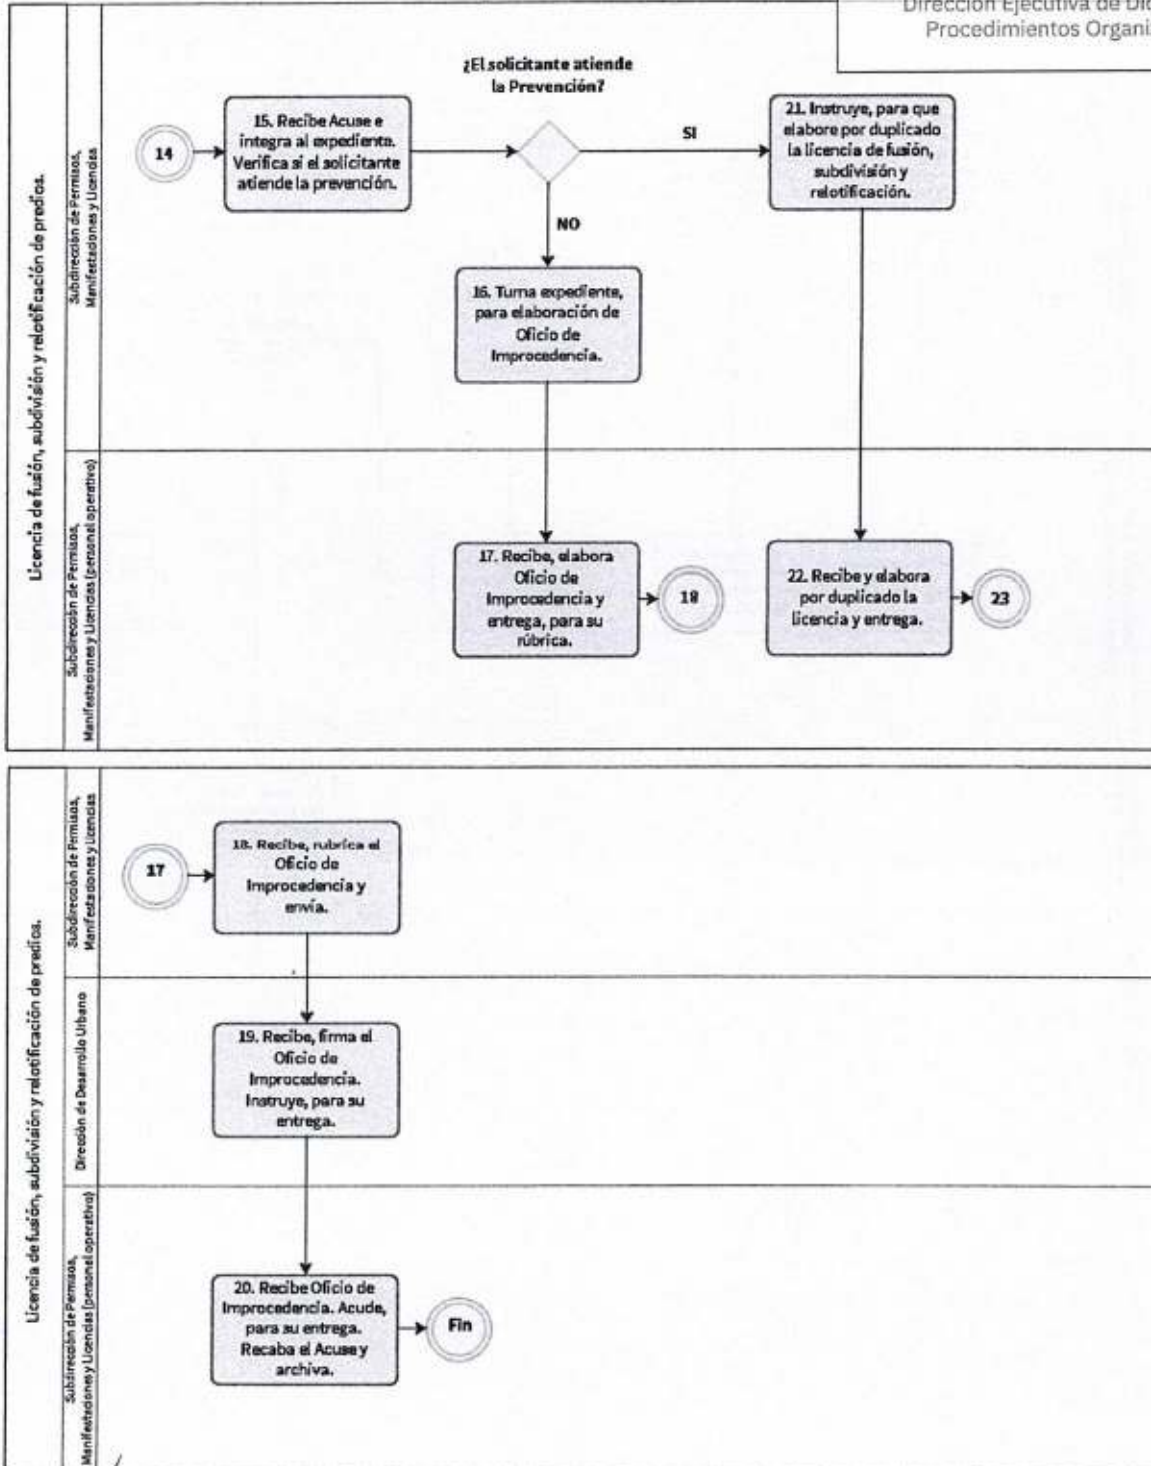 Dirección Ejecutiva de
Procedimientos
¿El solicitante atiende
la Prevención?
14
15. Recibe Acuse e
integra al expediente.
Verifica si el solicitante
atiende la prevención.
SI
21. Instruye, para que
elabore por duplicado
la licencia de fusión,
subdivisión y
relotificación.
NO
16. Turna expediente,
para elaboración de
Oficio de
Improcedencia.
Licencia de fusión, subdivisión y relotificación de predios.
Subdirección de Permisos,
Manifestaciones y Licencias
Subdirección de Permisos,
Manifestaciones y Licencias (personal operativo)
17. Recibe, elabora
Oficio de
Improcedencia y
entrega, para su
rúbrica.
18
22. Recibe y elabora
por duplicado la
licencia y entrega.
23
Licencia de fusión, subdivisión y relotificación de predios.
Subdirección de Permisos,
Manifestaciones y Licencias
17
18. Recibe, rubrica el
Oficio de
Improcedencia y
envía.
Dirección de Desarrollo Urbano
19. Recibe, firma el
Oficio de
Improcedencia.
Instruye, para su
entrega.
Subdirección de Permisos,
Manifestaciones y Licencias (personal operativo)
20. Recibe Oficio de
Improcedencia. Acude,
para su entrega.
Recaba el Acuse y
archiva.
Fin